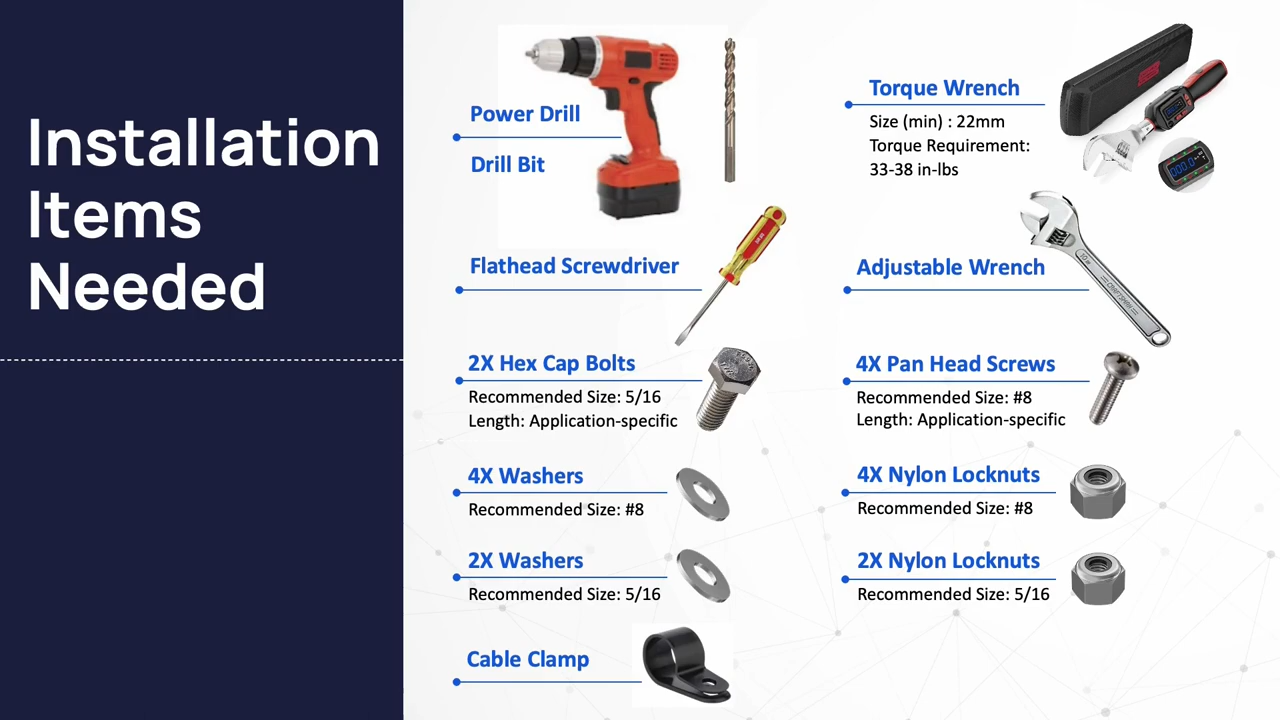 Installation
Items
Needed
Power Drill
Drill Bit
Torque Wrench
Size (min) : 22mm
Torque Requirement:
33-38 in-lbs
Flathead Screwdriver
Adjustable Wrench
2X Hex Cap Bolts
Recommended Size: 5/16
Length: Application-specific
4X Pan Head Screws
Recommended Size: #8
Length: Application-specific
4X Washers
Recommended Size: #8
4X Nylon Locknuts
Recommended Size: #8
2X Washers
Recommended Size: 5/16
2X Nylon Locknuts
Recommended Size: 5/16
Cable Clamp